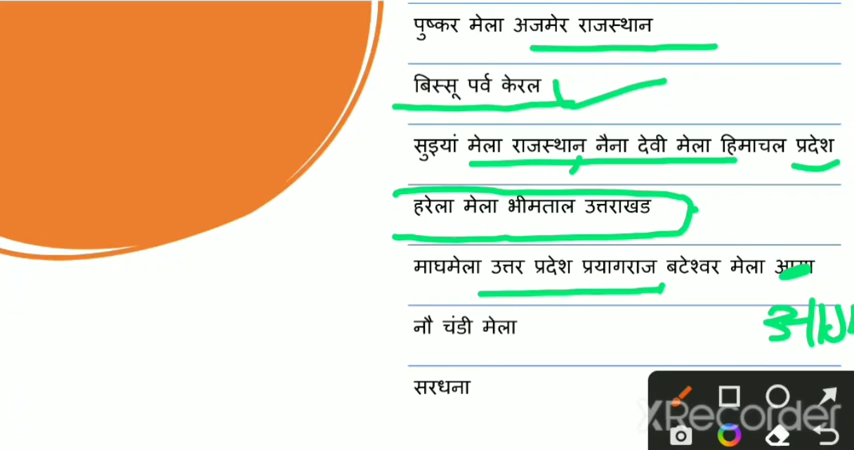 पुष्कर मेला अजमेर राजस्थान
बिस्सू पर्व केरल
सुइयां मेला राजस्थान नैना देवी मेला हिमाचल प्रदेश
हरेला मेला भीमताल उत्तराखड
माघमेला उत्तर प्रदेश प्रयागराज बटेश्वर मेला
नौ चंडी मेला
सरधना
XRecorder